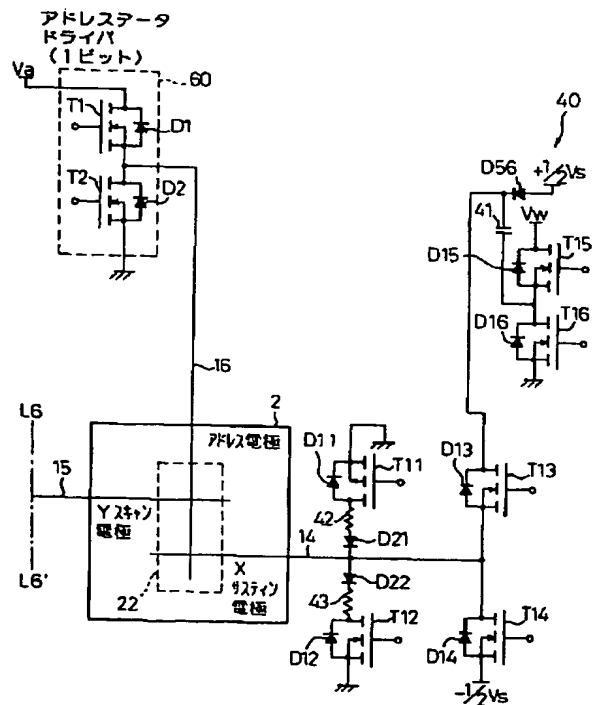 アドレスデータ
ドライバ
(1ビット)
Va
60
T1
D1
T2
D2
40
D56
+1/2Vs
41
Vw
D15
T15
D16
T16
16
L6
2
アドレス電極
15
Yスキャン
電極
X
サスティン
電極
22
L6'
14
D11
T11
42
D21
D22
43
D12
T12
D13
T13
D14
T14
-1/2Vs